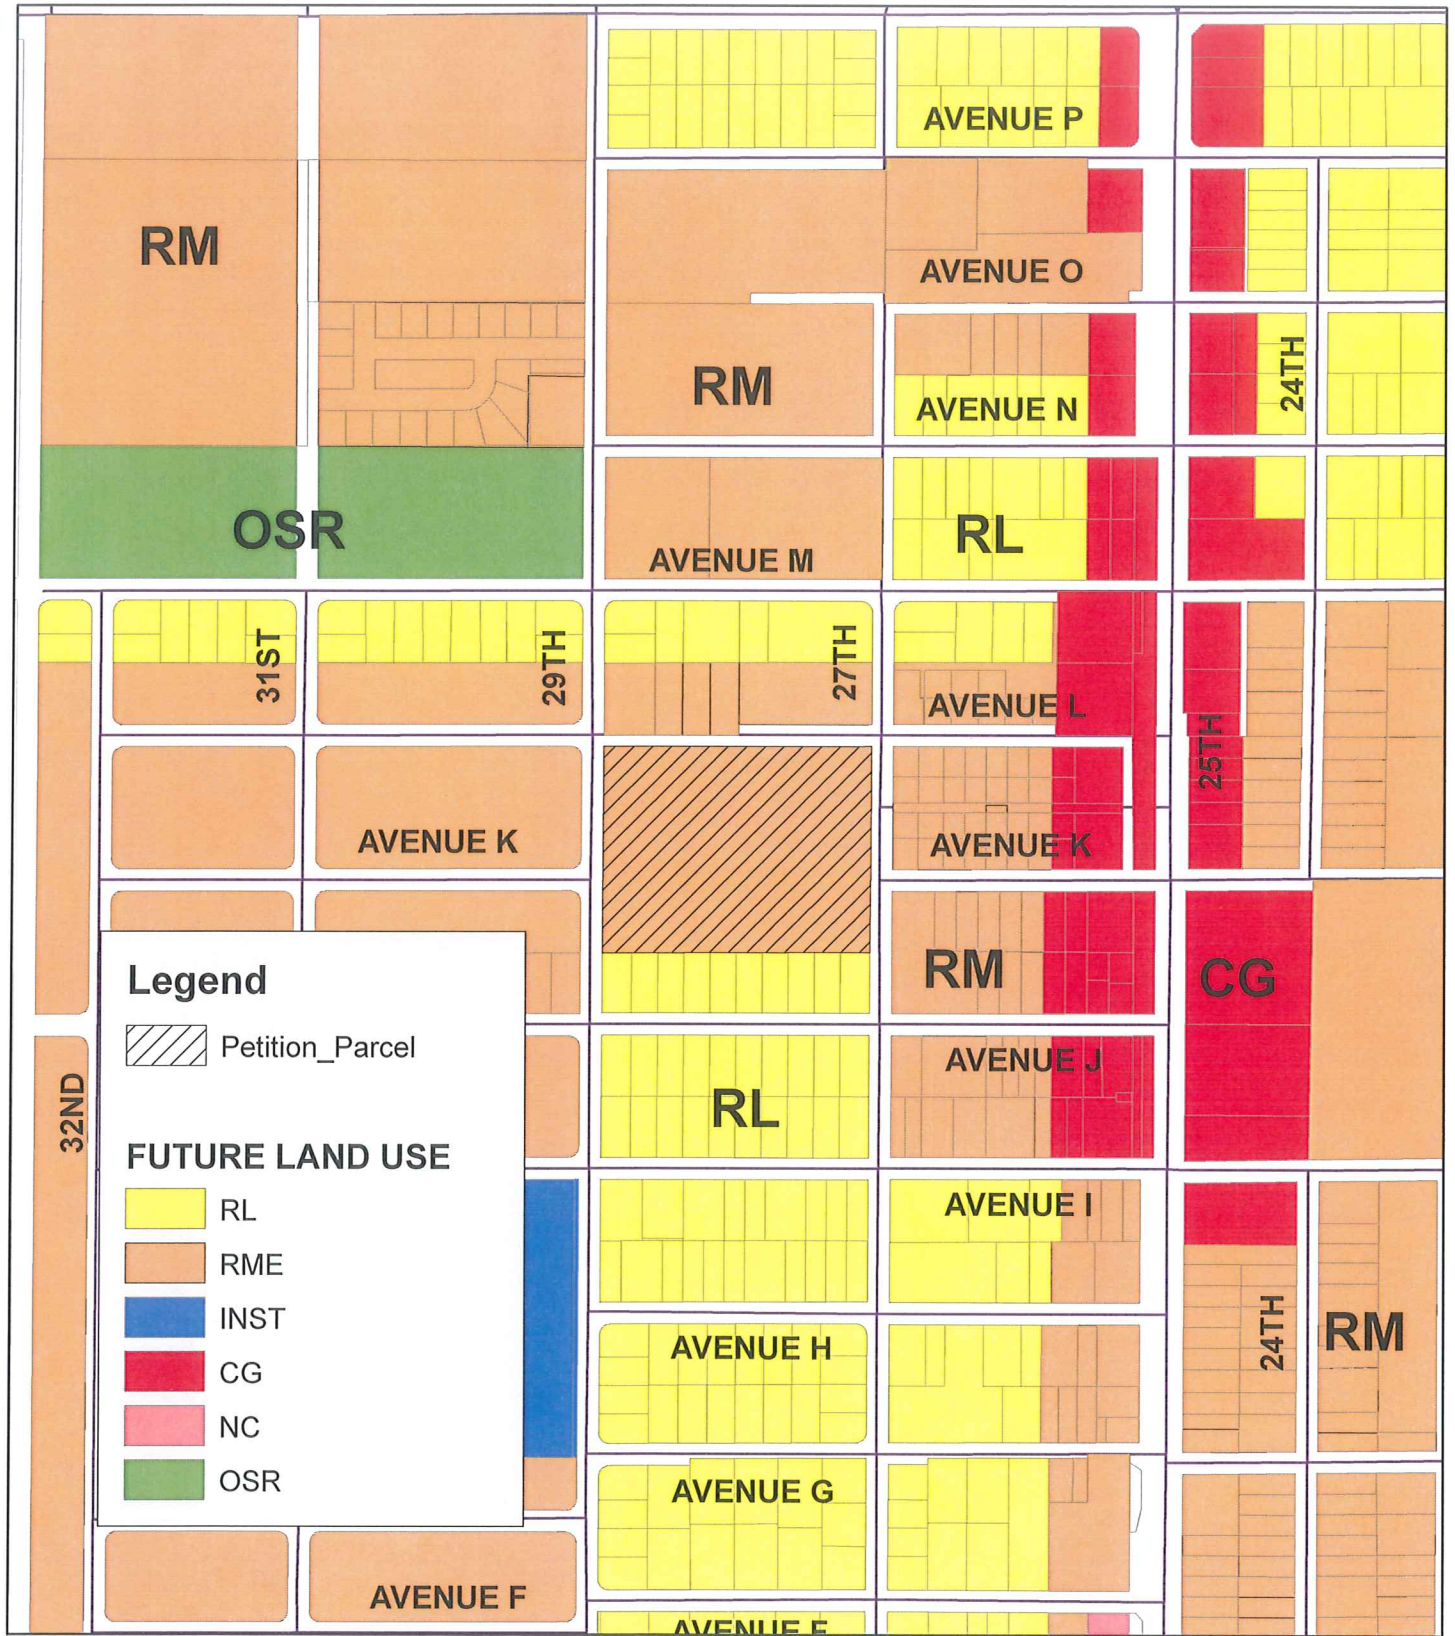 AVENUE P
RM
AVENUE O
24TH
RM
AVENUE N
OSR
RL
AVENUE M
31ST
29TH
27TH
AVENUE L
25TH
AVENUE K
AVENUE K
RM
CG
Legend
Petition_Parcel
AVENUE J
32ND
RL
FUTURE LAND USE
RL
RME
INST
CG
NC
OSR
AVENUE I
24TH
RM
AVENUE H
AVENUE G
AVENUE F
AVENUE E